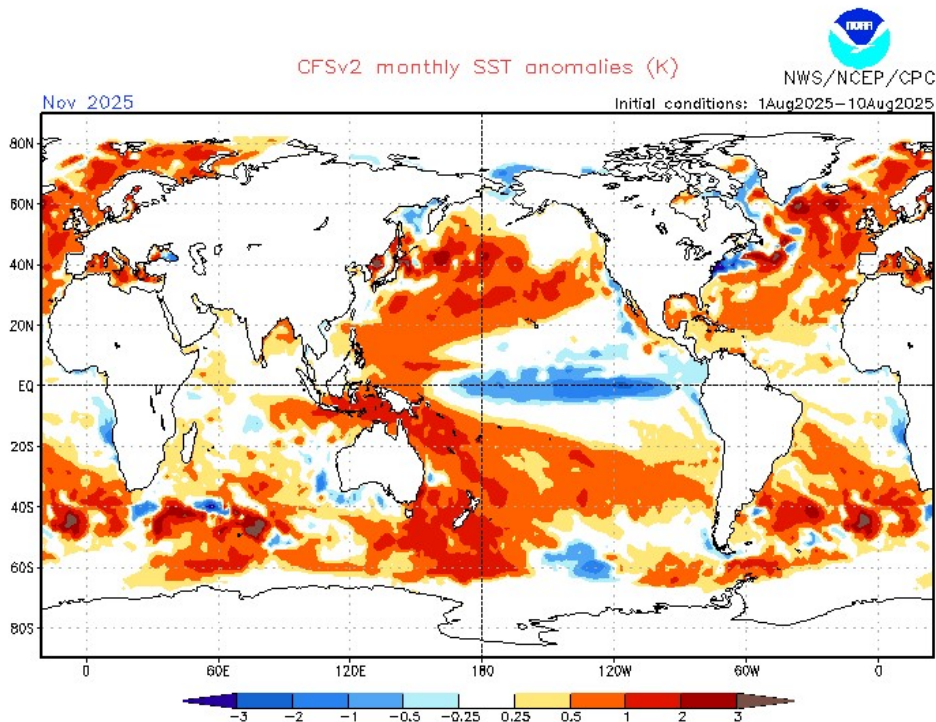 NOAA
CFSv2 monthly SST anomalies (K)
NWS/NCEP/CPC
Nov 2025
Initial conditions: 1Aug2025-10Aug2025
80N
60N
40N
20N
EQ
20S
40S
60S
80S
0 60E 120E 180 120W 60W 0
-3 -2 -1 -0.5 -0.25 0.25 0.5 1 2 3